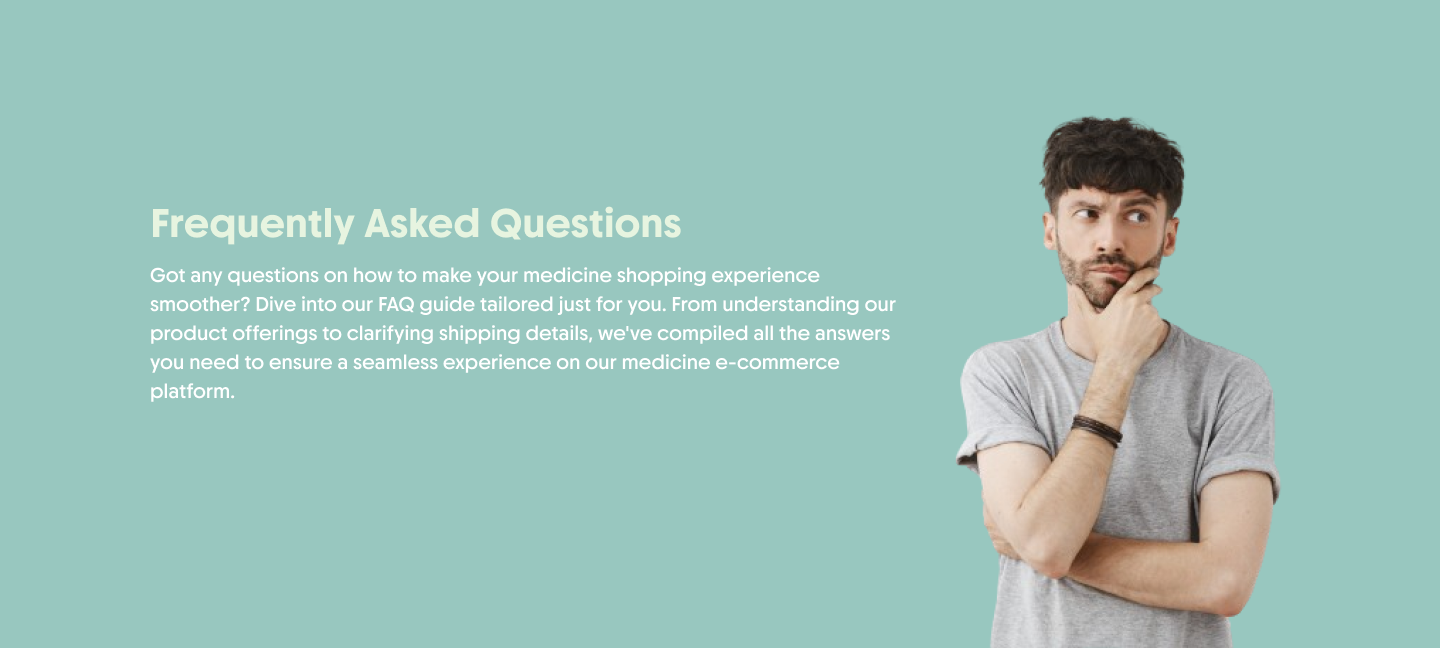 Frequently Asked Questions
Got any questions on how to make your medicine shopping experience
smoother? Dive into our FAQ guide tailored just for you. From understanding our
product offerings to clarifying shipping details, we've compiled all the answers
you need to ensure a seamless experience on our medicine e-commerce
platform.